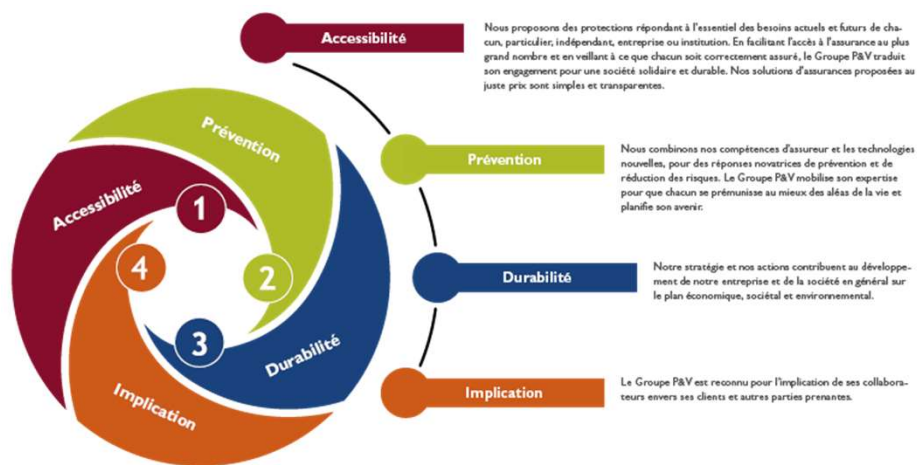 Accessibilité
Nous proposons des protections répondant à l'essentiel des besoins actuels et futurs de cha-
cun, particulier, indépendant, entreprise ou institution. En facilitant l'accès à l'assurance au plus
grand nombre et en veillant à ce que chacun soit correctement assuré, le Groupe P&V traduit
son engagement pour une société solidaire et durable. Nos solutions d'assurances proposées au
juste prix sont simples et transparentes.
Prévention
Nous combinons nos compétences d'assureur et les technologies
nouvelles, pour des réponses novatrices de prévention et de
réduction des risques. Le Groupe P&V mobilise son expertise
pour que chacun se prémunisse au mieux des aléas de la vie et
planifie son avenir.
Durabilité
Notre stratégie et nos actions contribuent au développe-
ment de notre entreprise et de la société en général sur
le plan économique, sociétal et environnemental.
Implication
Le Groupe P&V est reconnu pour l'implication de ses collabora-
teurs envers ses clients et autres parties prenantes.
Accessibilité
1
Prévention
2
Durabilité
3
Implication
4